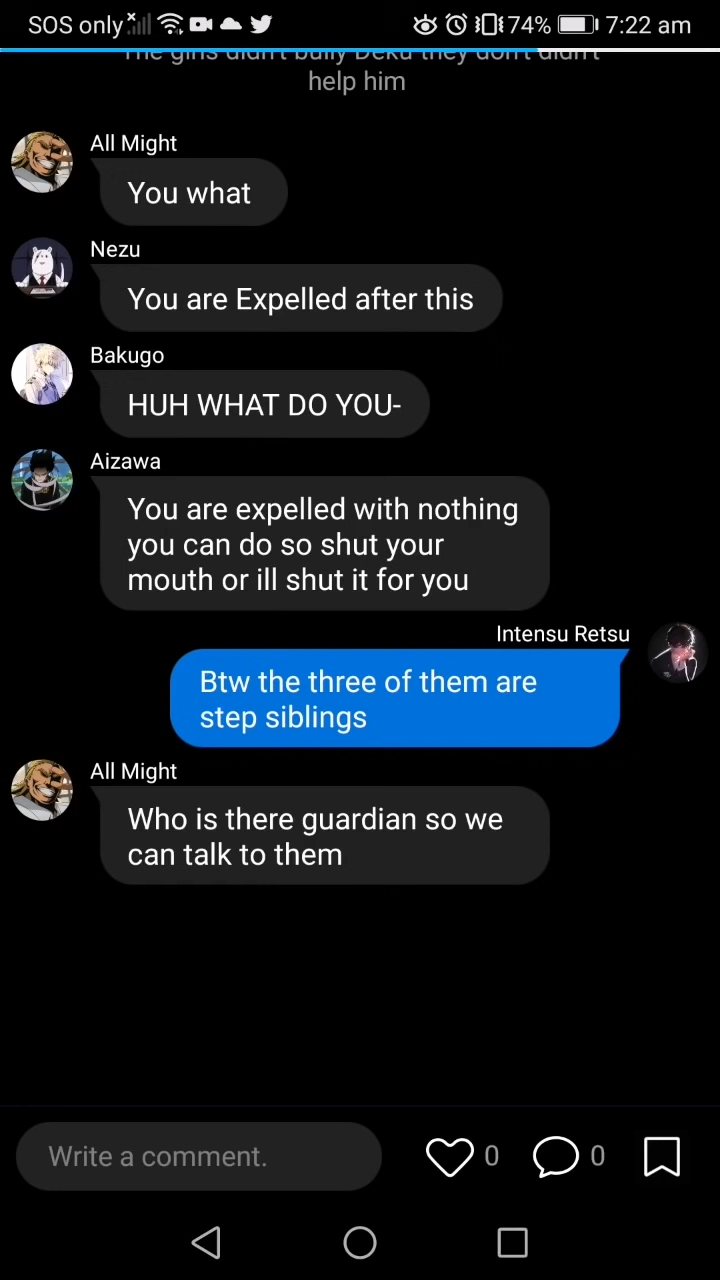 SOS only 74% 7:22 am
The girls didn't bully Deku they don't didn't
help him
All Might
You what
Nezu
You are Expelled after this
Bakugo
HUH WHAT DO YOU-
Aizawa
You are expelled with nothing
you can do so shut your
mouth or ill shut it for you
Intensu Retsu
Btw the three of them are
step siblings
All Might
Who is there guardian so we
can talk to them
Write a comment. 0 0